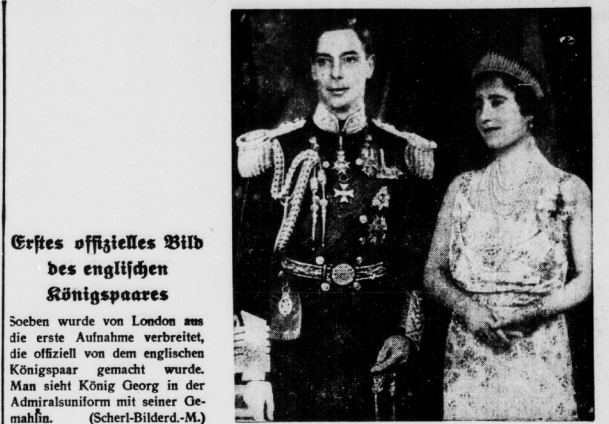 Erstes offizielles Bild
des englischen
Königspaares
Soeben wurde von London aus
die erste Aufnahme verbreitet,
die offiziell von dem englischen
Königspaar gemacht wurde.
Man sieht König Georg in der
Admiralsuniform mit seiner Ge-
mahlin. (Scherl-Bilderd.-M.)